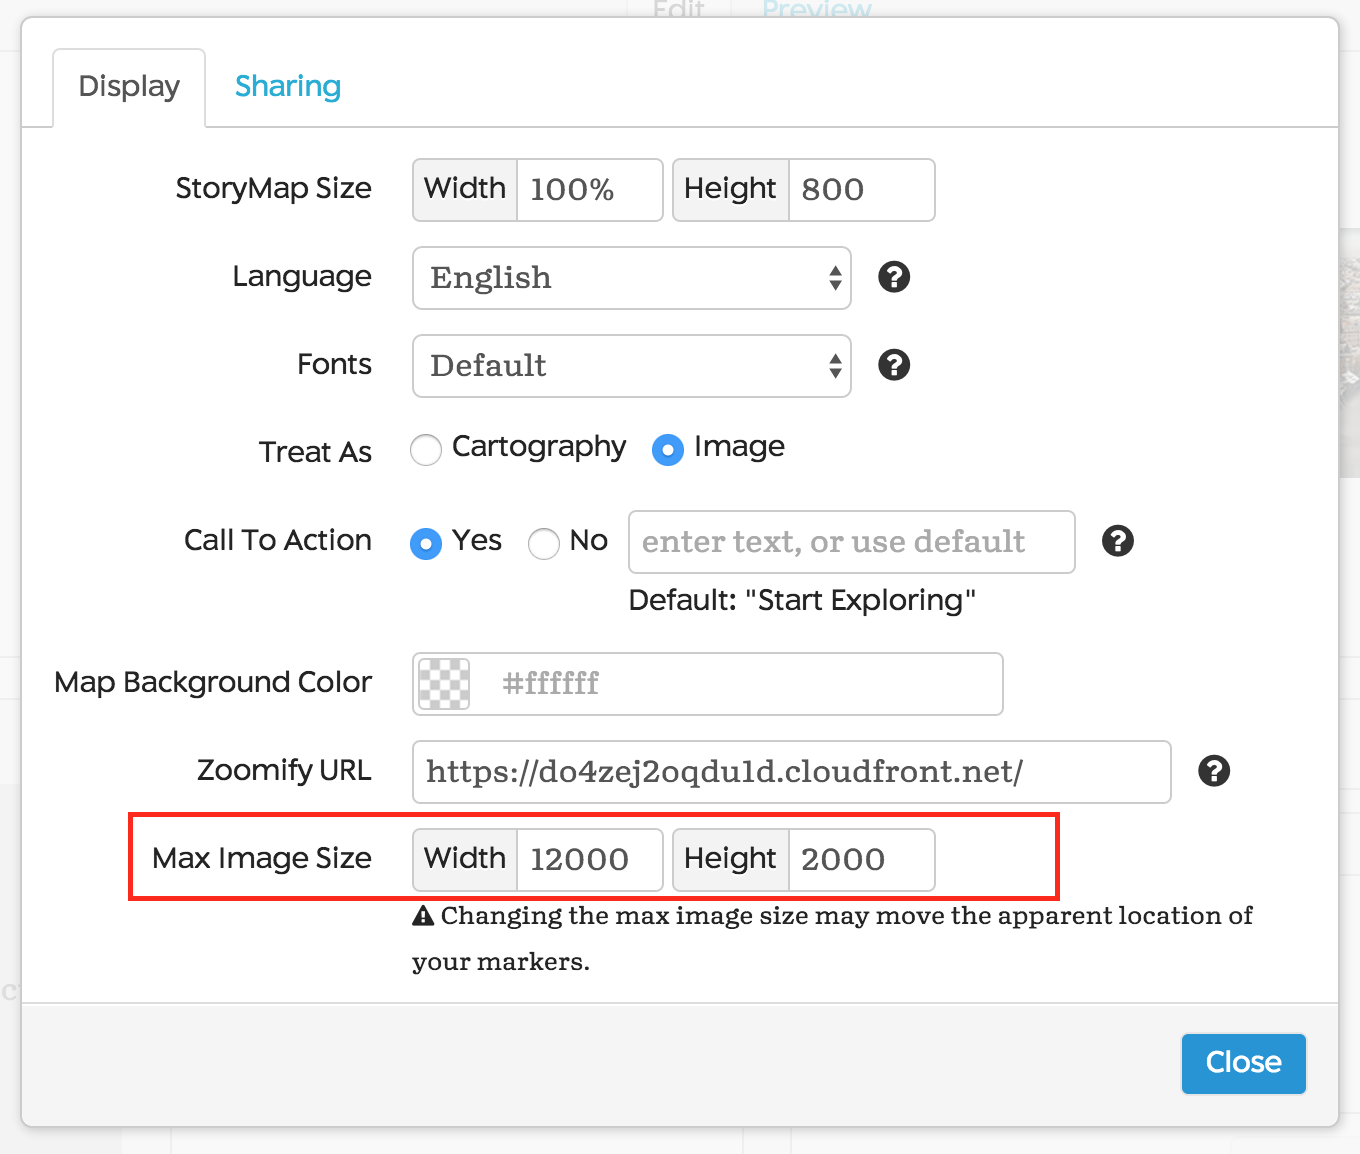 Edit Preview
Display Sharing
StoryMap Size Width 100% Height 800
Language English
Fonts Default
Treat As Cartography Image
Call To Action Yes No enter text, or use default
Default: "Start Exploring"
Map Background Color #ffffff
Zoomify URL https://do4zej2oqdu1d.cloudfront.net/
Max Image Size Width 12000 Height 2000
Changing the max image size may move the apparent location of
your markers.
Close